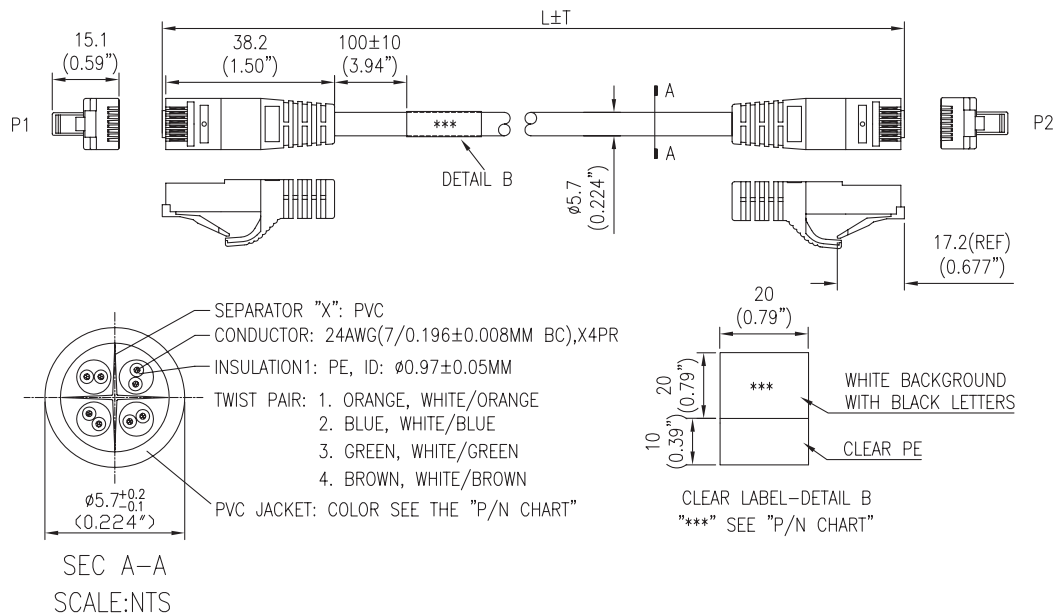 L±T
15.1
(0.59")
38.2
(1.50")
100±10
(3.94")
A
P1
***
P2
A
DETAIL B
ø5.7
(0.224")
17.2(REF)
(0.677")
SEPARATOR "X": PVC
CONDUCTOR: 24AWG(7/0.196±0.008MM BC),X4PR
INSULATION1: PE, ID: ø0.97±0.05MM
TWIST PAIR: 1. ORANGE, WHITE/ORANGE
2. BLUE, WHITE/BLUE
3. GREEN, WHITE/GREEN
4. BROWN, WHITE/BROWN
PVC JACKET: COLOR SEE THE "P/N CHART"
ø5.7+0.2
-0.1
(0.224")
SEC A-A
SCALE:NTS
20
(0.79")
20
(0.79")
***
WHITE BACKGROUND
WITH BLACK LETTERS
10
(0.39")
CLEAR PE
CLEAR LABEL-DETAIL B
"***" SEE "P/N CHART"